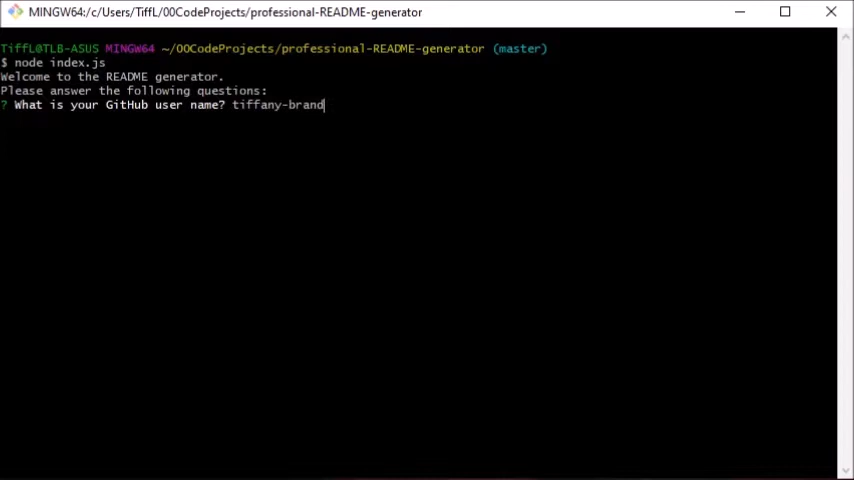 MINGW64:/c/Users/TiffL/00CodeProjects/professional-README-generator
TiffL@TLB-ASUS MINGW64 ~/00CodeProjects/professional-README-generator (master)
$ node index.js
Welcome to the README generator.
Please answer the following questions:
? What is your GitHub user name? tiffany-brand